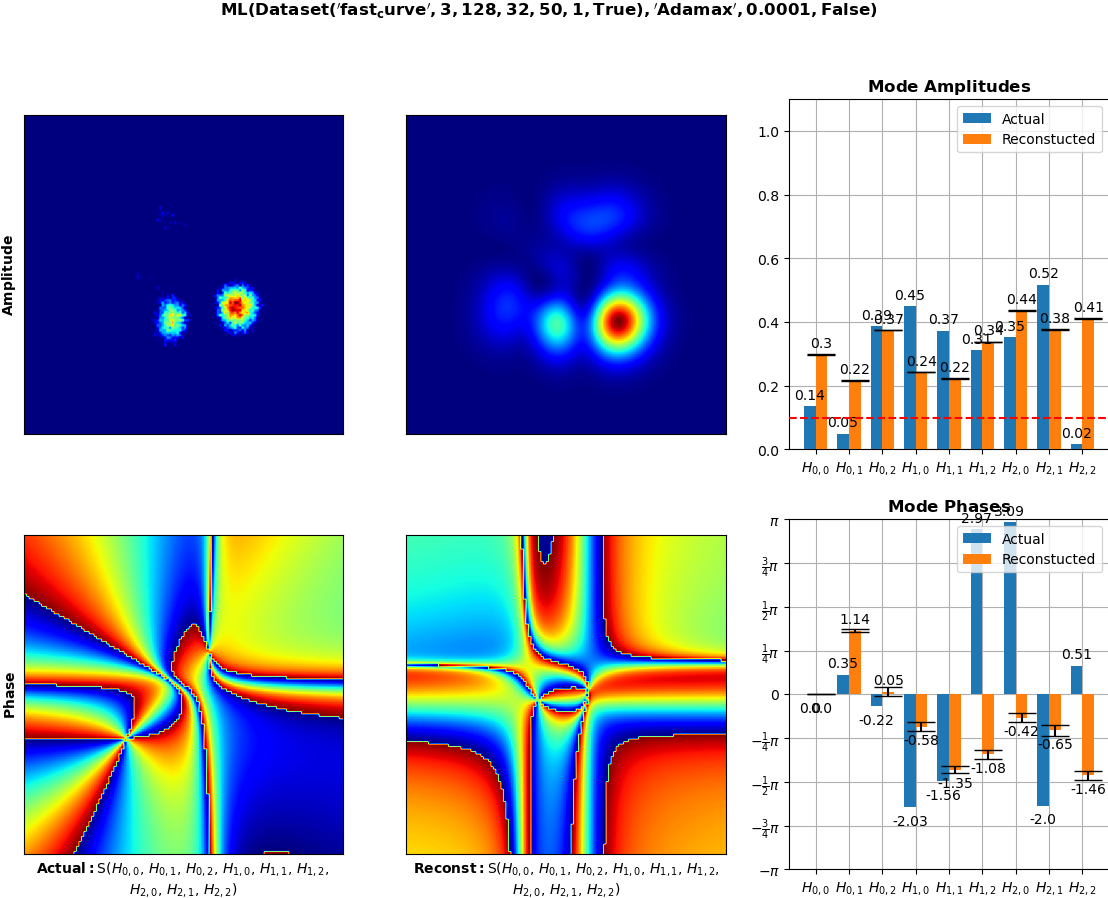 ML(Dataset('fast_curve', 3, 128, 32, 50, 1, True), 'Adamax', 0.0001, False)
Amplitude
Mode Amplitudes
Actual
Reconstucted
1.0
0.8
0.6
0.4
0.2
0.0
0.14 0.05 0.39 0.45 0.37 0.31 0.35 0.52 0.02
0.3 0.22 0.37 0.24 0.22 0.34 0.44 0.38 0.41
H0,0 H0,1 H0,2 H1,0 H1,1 H1,2 H2,0 H2,1 H2,2
Phase
Mode Phases
Actual
Reconstucted
π
3/4π
1/2π
1/4π
0
−1/4π
−1/2π
−3/4π
−π
0.0 0.35 -0.22 -2.03 -1.56 2.97 3.09 -2.0 0.51
0.0 1.14 0.05 -0.58 -1.35 -1.08 -0.42 -0.65 -1.46
H0,0 H0,1 H0,2 H1,0 H1,1 H1,2 H2,0 H2,1 H2,2
Actual: S(H0,0, H0,1, H0,2, H1,0, H1,1, H1,2,
H2,0, H2,1, H2,2)
Reconst: S(H0,0, H0,1, H0,2, H1,0, H1,1, H1,2,
H2,0, H2,1, H2,2)